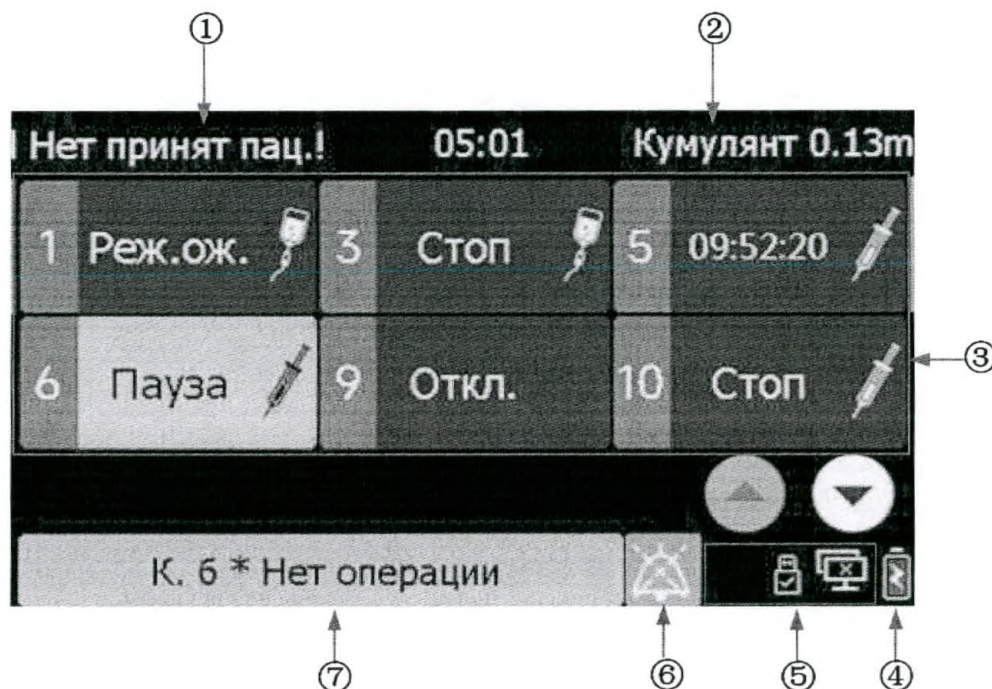 ① ②
! Нет принят пац.! 05:01 Кумулянт 0.13m
1 Реж.ож. 3 Стоп 5 09:52:20
6 Пауза 9 Откл. 10 Стоп
③
К. 6 * Нет операции
⑦ ⑥ ⑤ ④